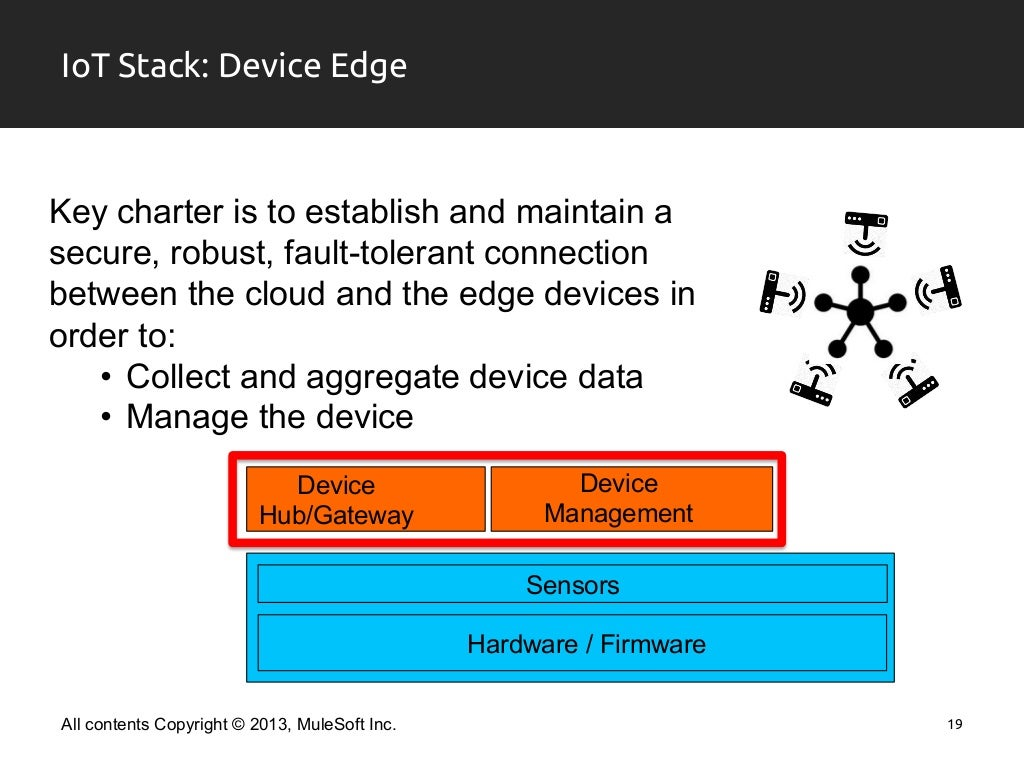 IoT Stack: Device Edge
Key charter is to establish and maintain a
secure, robust, fault-tolerant connection
between the cloud and the edge devices in
order to:
• Collect and aggregate device data
• Manage the device
Device
Hub/Gateway
Device
Management
Sensors
Hardware / Firmware
All contents Copyright © 2013, MuleSoft Inc.
19